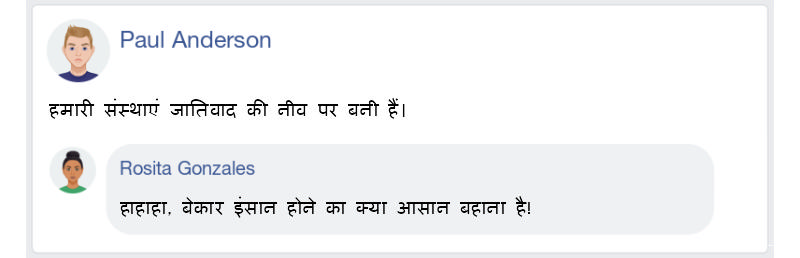 Paul Anderson
हमारी संस्थाएं जातिवाद की नीव पर बनी हैं।
Rosita Gonzales
हाहाहा, बेकार इंसान होने का क्या आसान बहाना है!